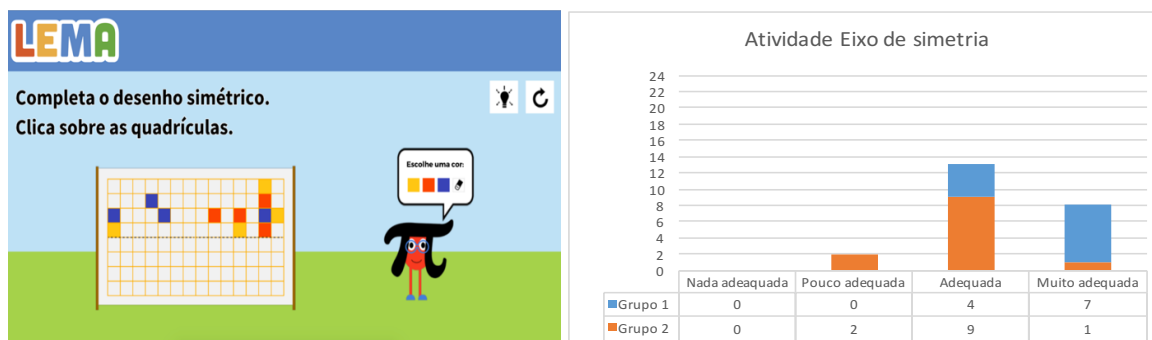 LEMA
Completa o desenho simétrico.
Clica sobre as quadrículas.
Escolhe uma cor:
Atividade Eixo de simetria
24
22
20
18
16
14
12
10
8
6
4
2
0
Nada adeaquada Pouco adequada Adequada Muito adequada
Grupo 1 0 0 4 7
Grupo 2 0 2 9 1